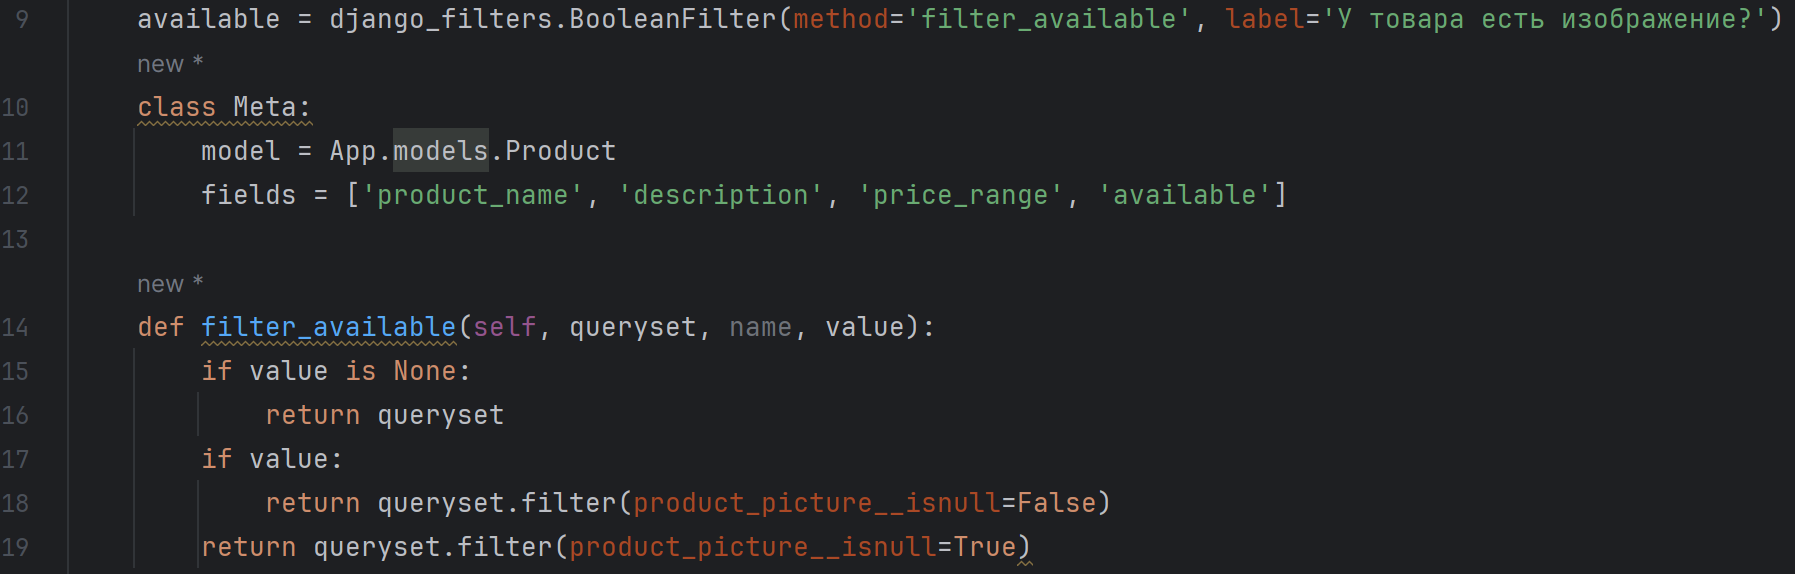 9 available = django_filters.BooleanFilter(method='filter_available', label='У товара есть изображение?')
new *
10 class Meta:
11 model = App.models.Product
12 fields = ['product_name', 'description', 'price_range', 'available']
13
new *
14 def filter_available(self, queryset, name, value):
15 if value is None:
16 return queryset
17 if value:
18 return queryset.filter(product_picture__isnull=False)
19 return queryset.filter(product_picture__isnull=True)